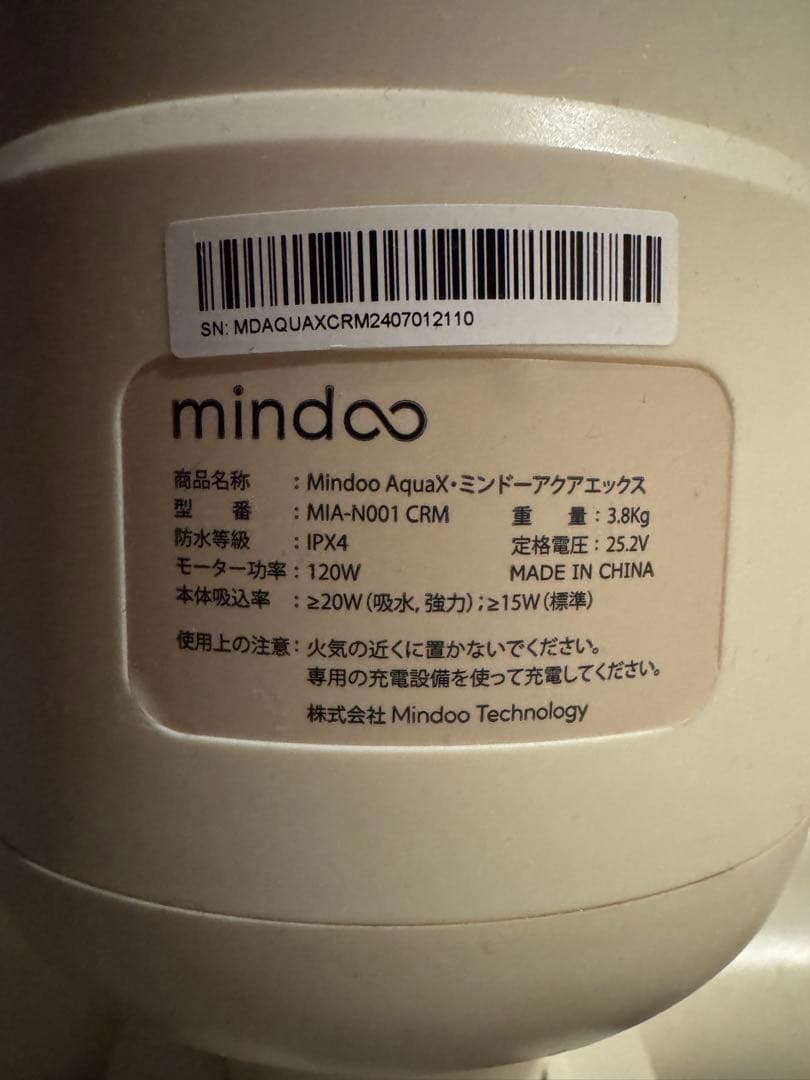 SN: MDAQUAXCRM2407012110
mindoo
商品名称 : Mindoo AquaX・ミンドーアクアエックス
型 番 : MIA-N001 CRM 重 量 : 3.8Kg
防水等級 : IPX4 定格電圧 : 25.2V
モーター功率 : 120W MADE IN CHINA
本体吸込率 : ≥20W (吸水, 強力) ; ≥15W (標準)
使用上の注意 : 火気の近くに置かないでください。
専用の充電設備を使って充電してください。
株式会社 Mindoo Technology